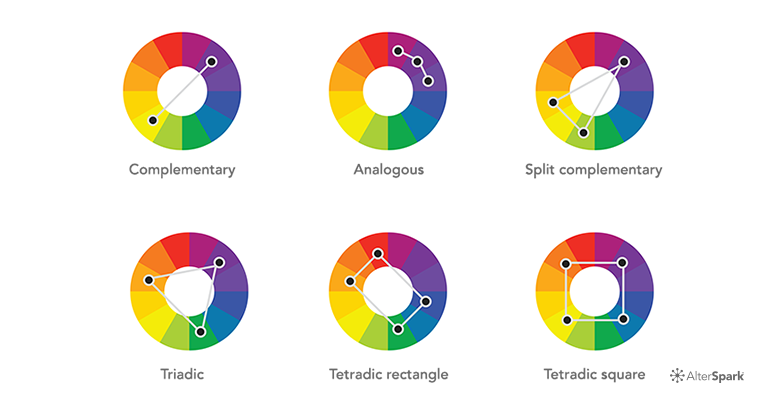 Complementary
Analogous
Split complementary
Triadic
Tetradic rectangle
Tetradic square
AlterSpark